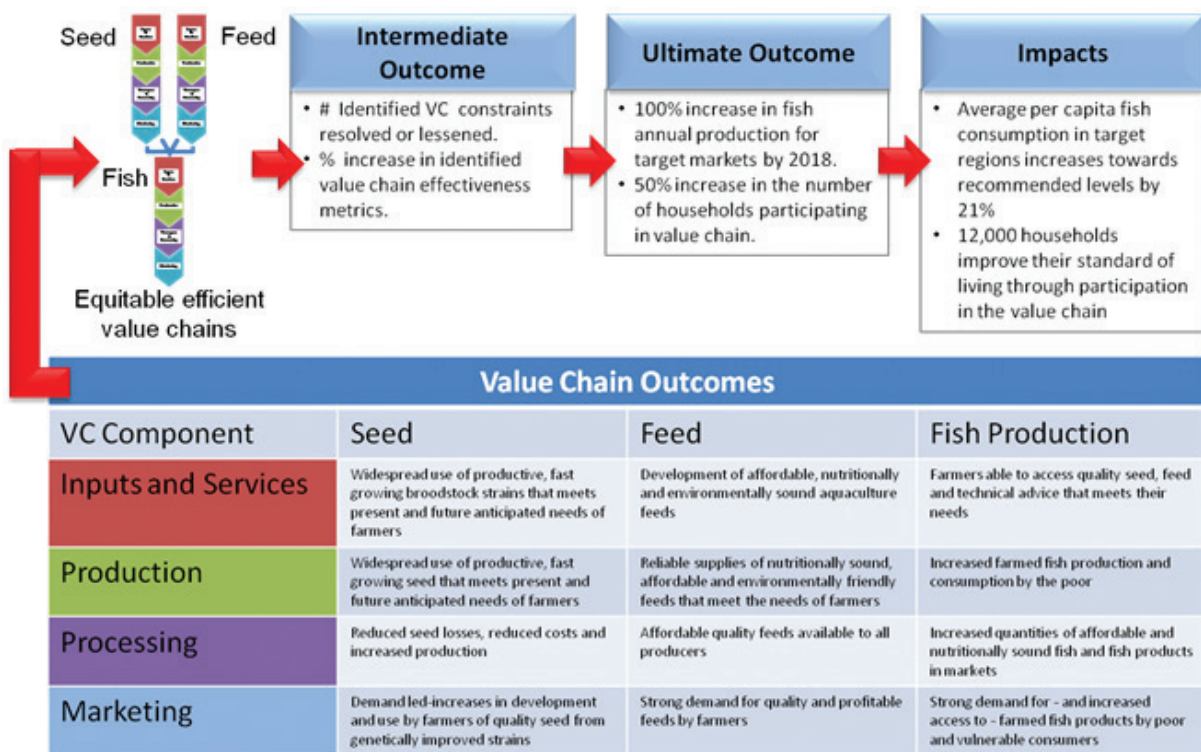 Seed
Feed
Fish
Equitable efficient
value chains
Intermediate
Outcome
• # Identified VC constraints
resolved or lessened.
• % increase in identified
value chain effectiveness
metrics.
Ultimate Outcome
• 100% increase in fish
annual production for
target markets by 2018.
• 50% increase in the number
of households participating
in value chain.
Impacts
• Average per capita fish
consumption in target
regions increases towards
recommended levels by
21%
• 12,000 households
improve their standard of
living through participation
in the value chain
Value Chain Outcomes
VC Component
Seed
Feed
Fish Production
Inputs and Services
Widespread use of productive, fast
growing broodstock strains that meets
present and future anticipated needs of
farmers
Development of affordable, nutritionally
and environmentally sound aquaculture
feeds
Farmers able to access quality seed, feed
and technical advice that meets their
needs
Production
Widespread use of productive, fast
growing seed that meets present and
future anticipated needs of farmers
Reliable supplies of nutritionally sound,
affordable and environmentally friendly
feeds that meet the needs of farmers
Increased farmed fish production and
consumption by the poor
Processing
Reduced seed losses, reduced costs and
increased production
Affordable quality feeds available to all
producers
Increased quantities of affordable and
nutritionally sound fish and fish products
in markets
Marketing
Demand led-increases in development
and use by farmers of quality seed from
genetically improved strains
Strong demand for quality and profitable
feeds by farmers
Strong demand for - and increased
access to - farmed fish products by poor
and vulnerable consumers